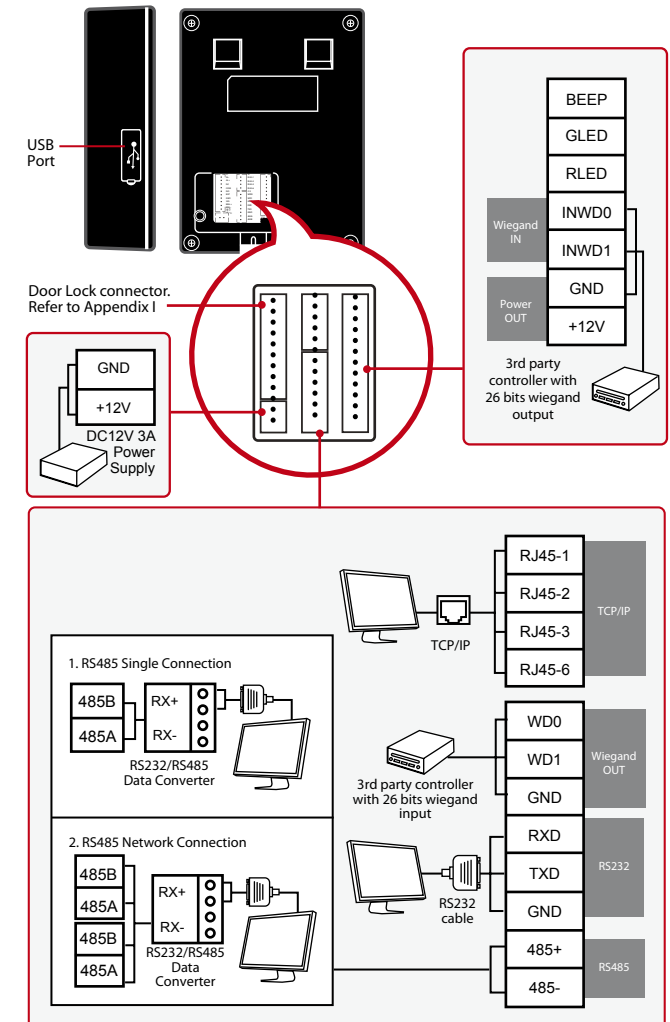 USB
Port
BEEP
GLED
RLED
INWD0
INWD1
GND
+12V
Wiegand
IN
Power
OUT
3rd party
controller with
26 bits wiegand
output
Door Lock connector.
Refer to Appendix I
GND
+12V
DC12V 3A
Power
Supply
RJ45-1
RJ45-2
RJ45-3
RJ45-6
TCP/IP
TCP/IP
1. RS485 Single Connection
485B
485A
RX+
RX-
RS232/RS485
Data Converter
WD0
WD1
GND
Wiegand
OUT
3rd party controller
with 26 bits wiegand
input
2. RS485 Network Connection
485B
485A
485B
485A
RX+
RX-
RS232/RS485
Data
Converter
RXD
TXD
GND
RS232
RS232
cable
485+
485-
RS485